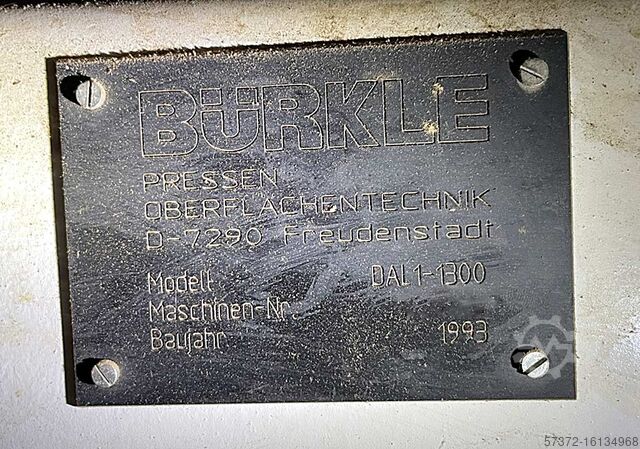 BÜRKLE
PRESSEN
OBERFLÄCHENTECHNIK
D-7290 Freudenstadt
Modell DAL1-1300
Maschinen-Nr.
Baujahr 1993
57372-16134968